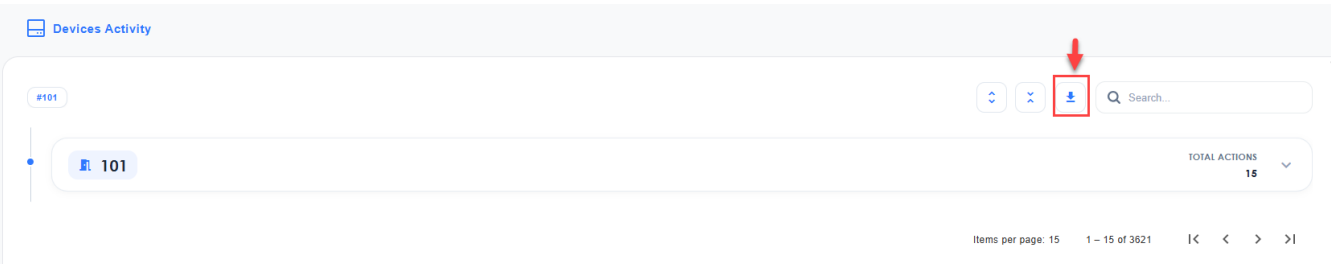 Devices Activity
#101
Search...
101
TOTAL ACTIONS
15
Items per page: 15 1 – 15 of 3621